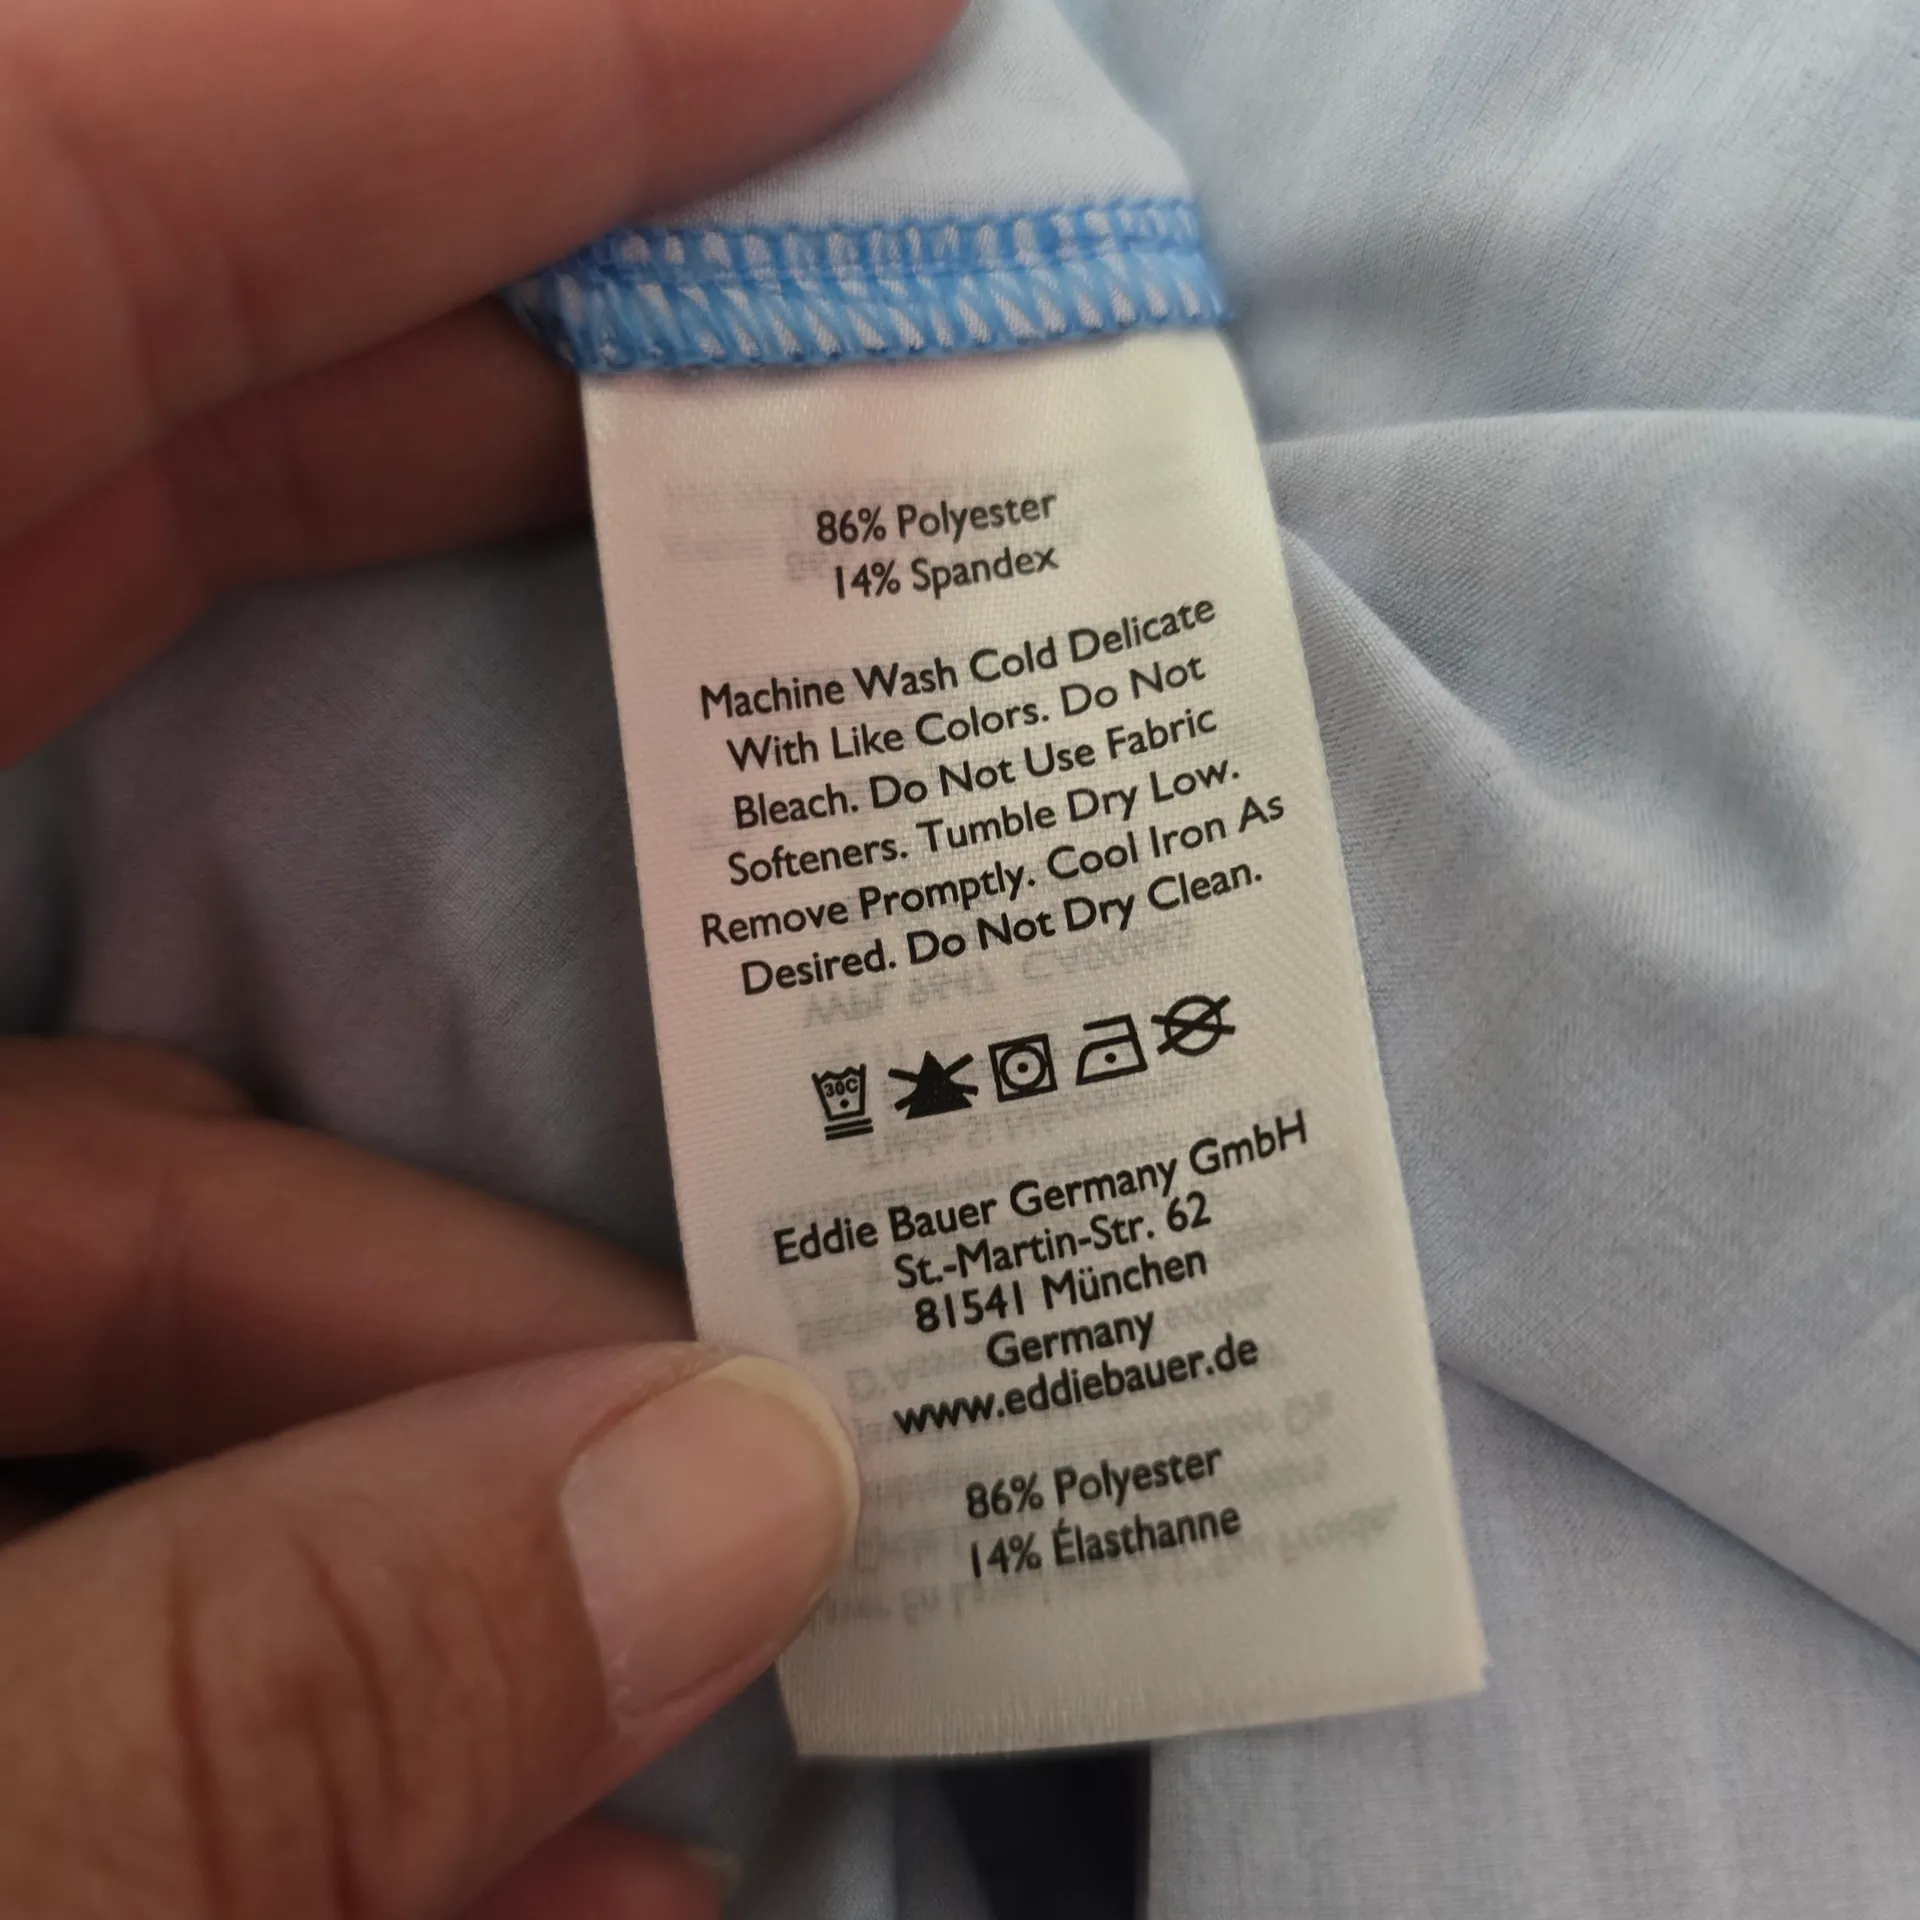 86% Polyester
14% Spandex
Machine Wash Cold Delicate
With Like Colors. Do Not
Bleach. Do Not Use Fabric
Softeners. Tumble Dry Low.
Remove Promptly. Cool Iron As
Desired. Do Not Dry Clean.
30C
Eddie Bauer Germany GmbH
St.-Martin-Str. 62
81541 München
Germany
www.eddiebauer.de
86% Polyester
14% Élasthanne